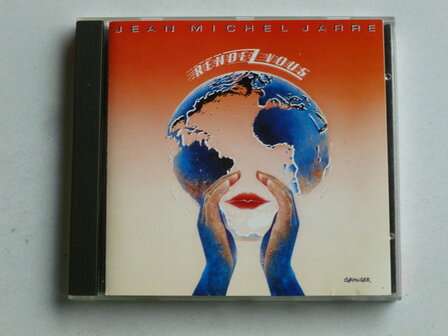 JEAN MICHEL JARRE
RENDEZ VOUS
GRANGER